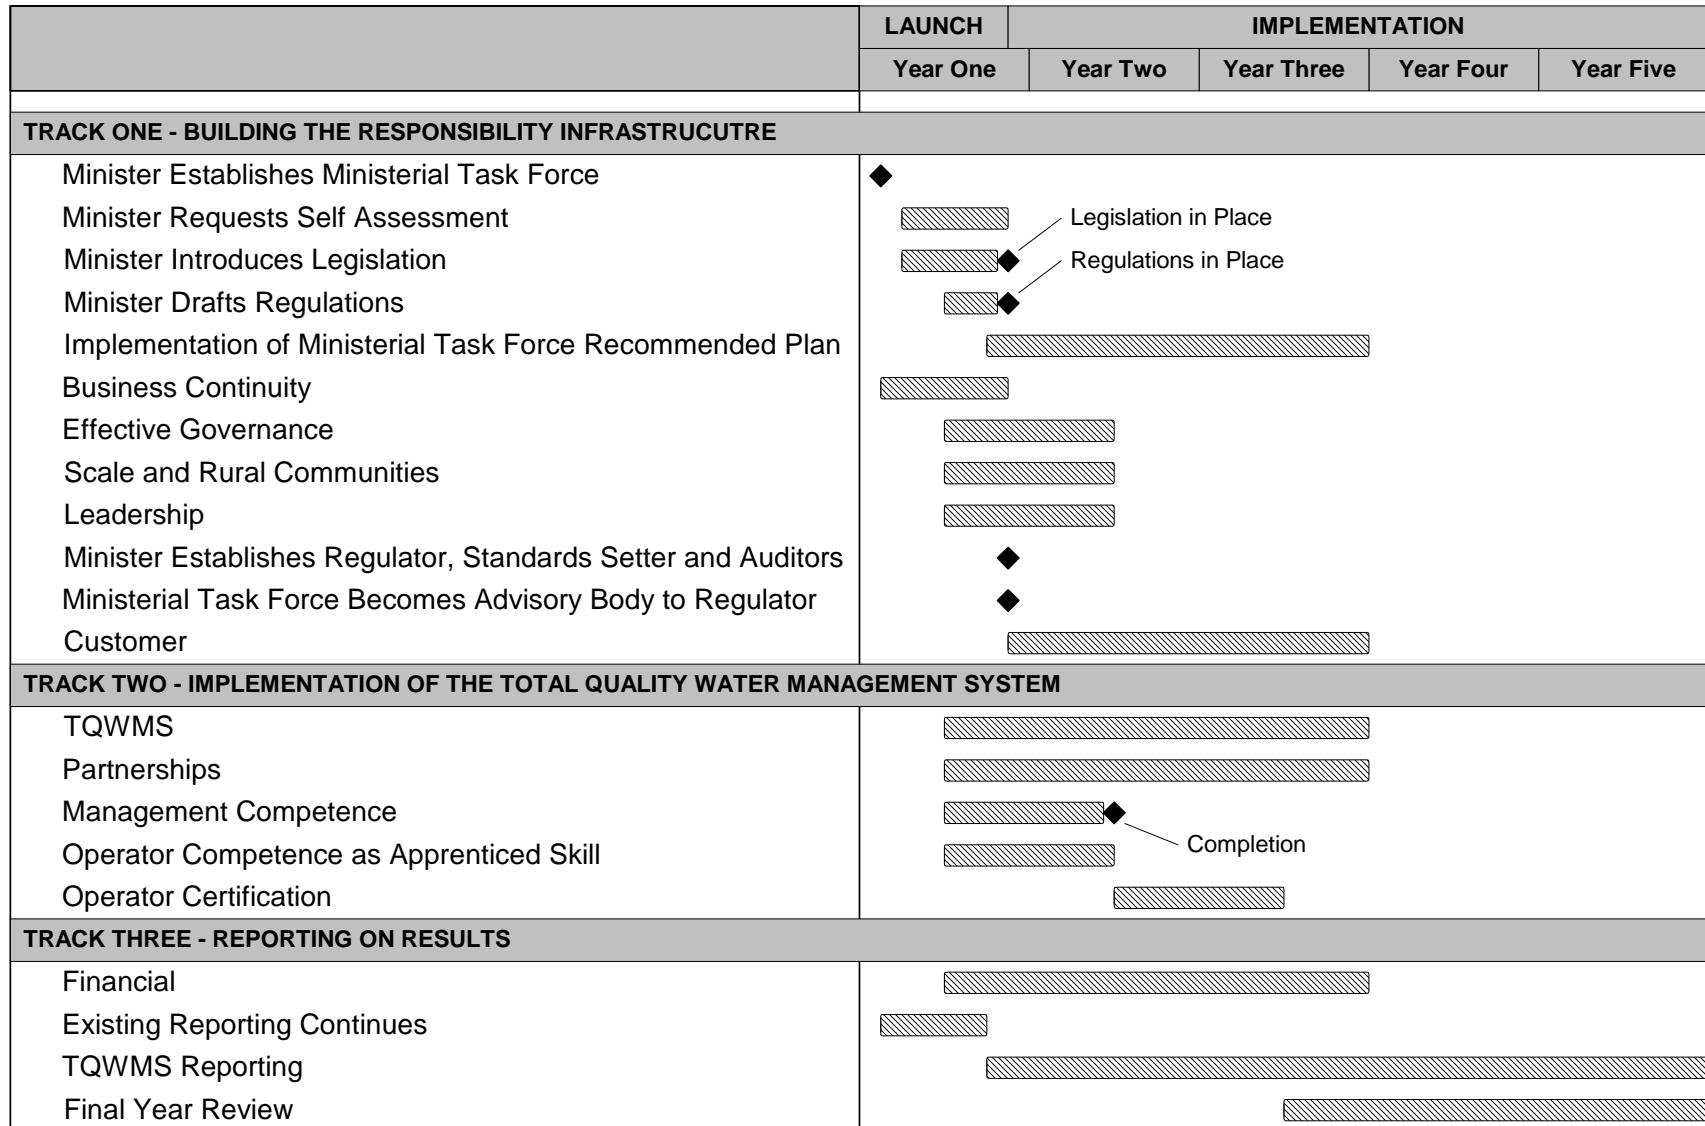 LAUNCH IMPLEMENTATION
Year One Year Two Year Three Year Four Year Five
TRACK ONE - BUILDING THE RESPONSIBILITY INFRASTRUCUTRE
Minister Establishes Ministerial Task Force
Minister Requests Self Assessment Legislation in Place
Minister Introduces Legislation Regulations in Place
Minister Drafts Regulations
Implementation of Ministerial Task Force Recommended Plan
Business Continuity
Effective Governance
Scale and Rural Communities
Leadership
Minister Establishes Regulator, Standards Setter and Auditors
Ministerial Task Force Becomes Advisory Body to Regulator
Customer
TRACK TWO - IMPLEMENTATION OF THE TOTAL QUALITY WATER MANAGEMENT SYSTEM
TQWMS
Partnerships
Management Competence
Completion
Operator Competence as Apprenticed Skill
Operator Certification
TRACK THREE - REPORTING ON RESULTS
Financial
Existing Reporting Continues
TQWMS Reporting
Final Year Review